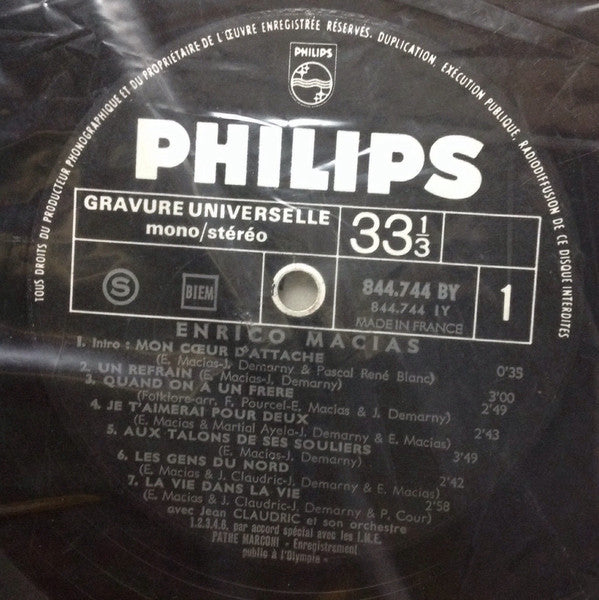 TOUS DROITS DU PRODUCTEUR PHONOGRAPHIQUE ET DU PROPRIÉTAIRE DE L'ŒUVRE ENREGISTRÉE RÉSERVÉS. DUPLICATION, EXÉCUTION PUBLIQUE, RADIODIFFUSION DE CE DISQUE INTERDITES
PHILIPS
PHILIPS
GRAVURE UNIVERSELLE
mono/stéréo
33 1/3
S
BIEM
844.744 BY
844.744 IY
MADE IN FRANCE
1
ENRICO MACIAS
1. Intro : MON CŒUR D'ATTACHE
(E. Macias-J. Demarny & Pascal René Blanc) 0'35
2. UN REFRAIN (E. Macias-J. Demarny) 3'00
3. QUAND ON A UN FRERE
(Folklore-arr. F. Pourcel-E. Macias & J. Demarny) 2'49
4. JE T'AIMERAI POUR DEUX
(E. Macias & Martial Ayela-J. Demarny & E. Macias) 2'43
5. AUX TALONS DE SES SOULIERS
(E. Macias-J. Demarny) 3'49
6. LES GENS DU NORD
(E. Macias & J. Claudric-J. Demarny & E. Macias) 2'42
7. LA VIE DANS LA VIE
(E. Macias & J. Claudric-J. Demarny & P. Cour) 2'58
avec Jean CLAUDRIC et son orchestre
1.2.3.4.6. par accord spécial avec les I.M.E.
PATHE MARCONI - Enregistrement
public à l'Olympia -